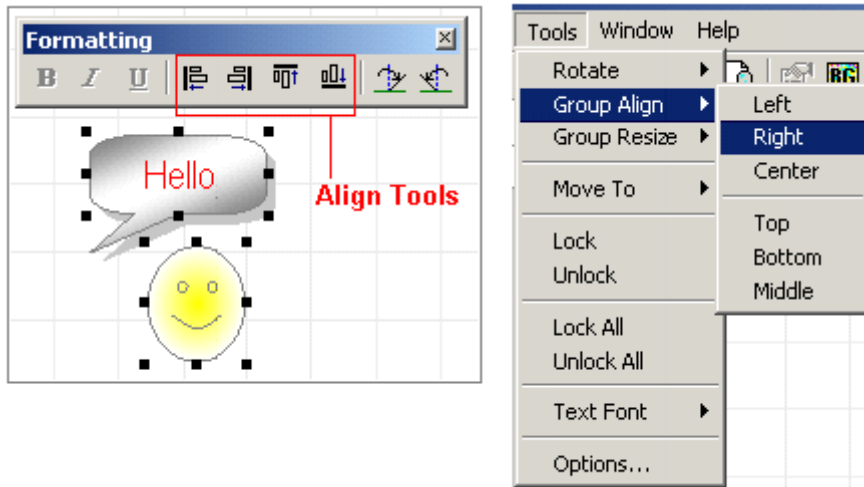 Formatting
B I U
Hello
Align Tools
Tools Window Help
Rotate
Group Align
Group Resize
Move To
Lock
Unlock
Lock All
Unlock All
Text Font
Options...
RG
Left
Right
Center
Top
Bottom
Middle